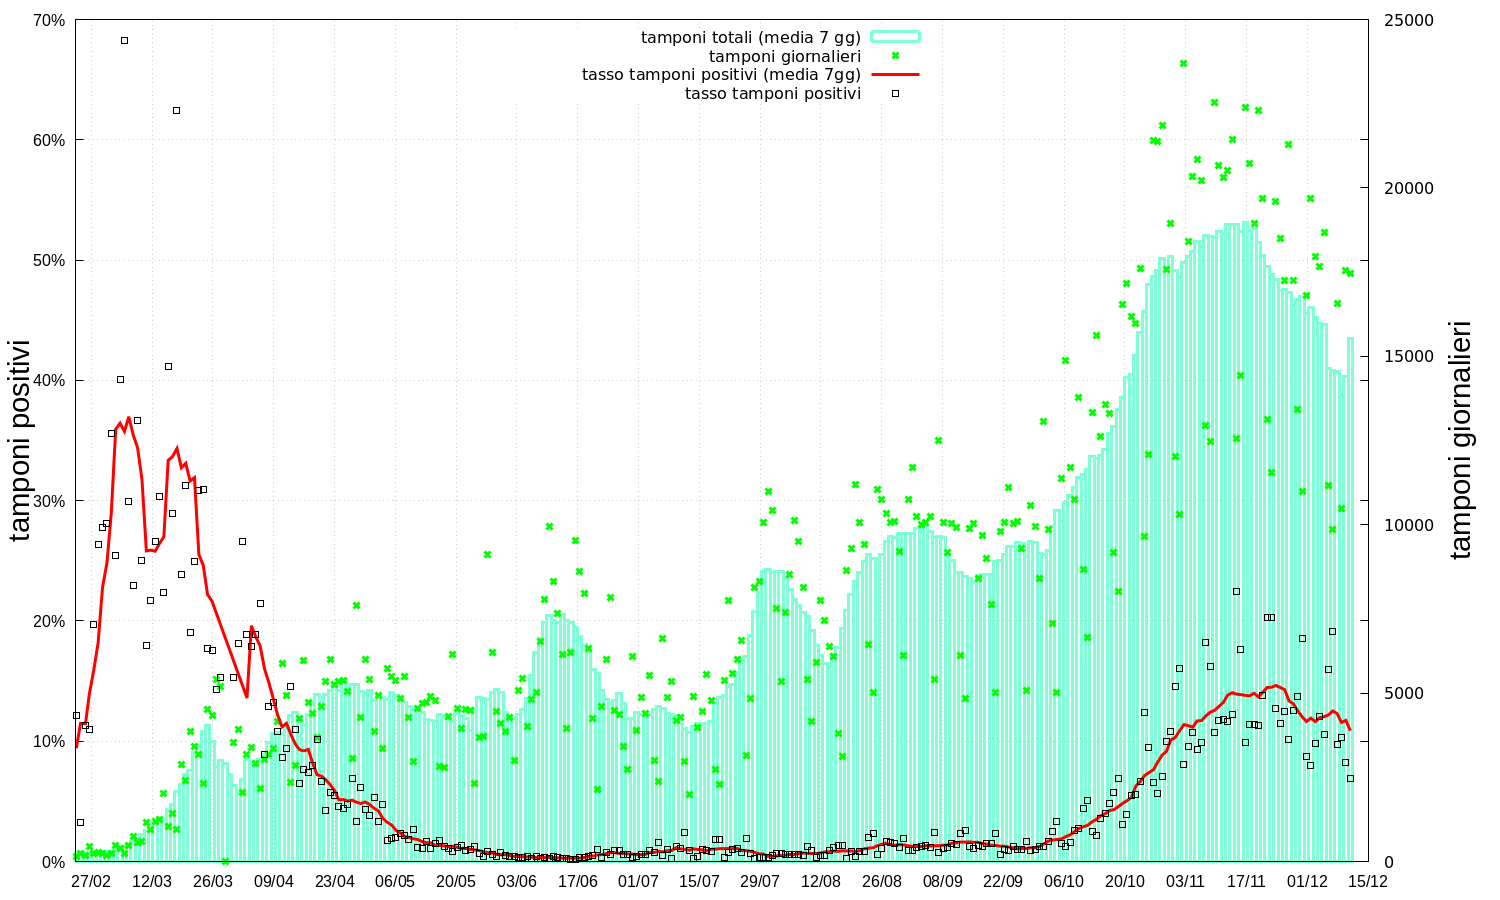 tamponi totali (media 7 gg)
tamponi giornalieri
tasso tamponi positivi (media 7gg)
tasso tamponi positivi
70%
60%
50%
40%
30%
20%
10%
0%
tamponi positivi
25000
20000
15000
10000
5000
0
tamponi giornalieri
27/02 12/03 26/03 09/04 23/04 06/05 20/05 03/06 17/06 01/07 15/07 29/07 12/08 26/08 08/09 22/09 06/10 20/10 03/11 17/11 01/12 15/12